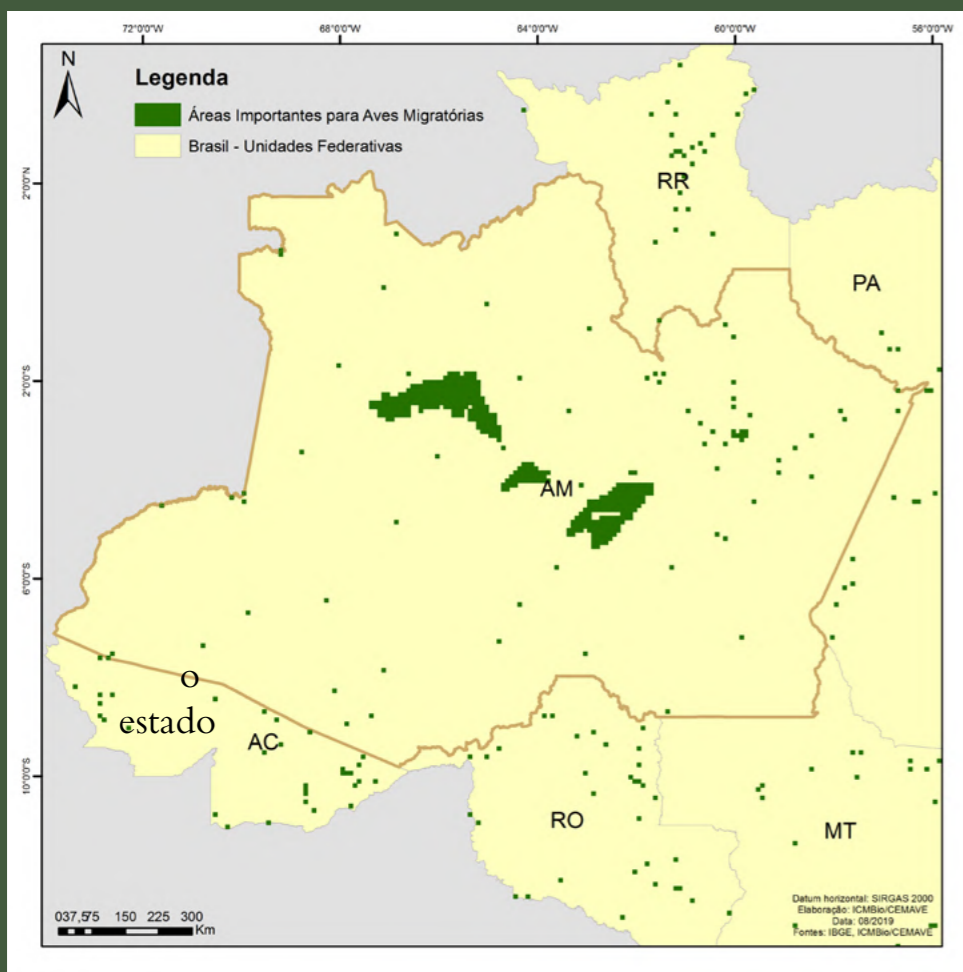 72°0'0"W 68°0'0"W 64°0'0"W 60°0'0"W 56°0'0"W
N
Legenda
Áreas Importantes para Aves Migratórias
Brasil - Unidades Federativas
2°0'0"N
RR
PA
2°0'0"S
AM
6°0'0"S
o
estado
AC
10°0'0"S
RO
MT
037,575 150 225 300
Km
Datum horizontal: SIRGAS 2000
Elaboração: ICMBio/CEMAVE
Data: 08/2019
Fontes: IBGE, ICMBio/CEMAVE